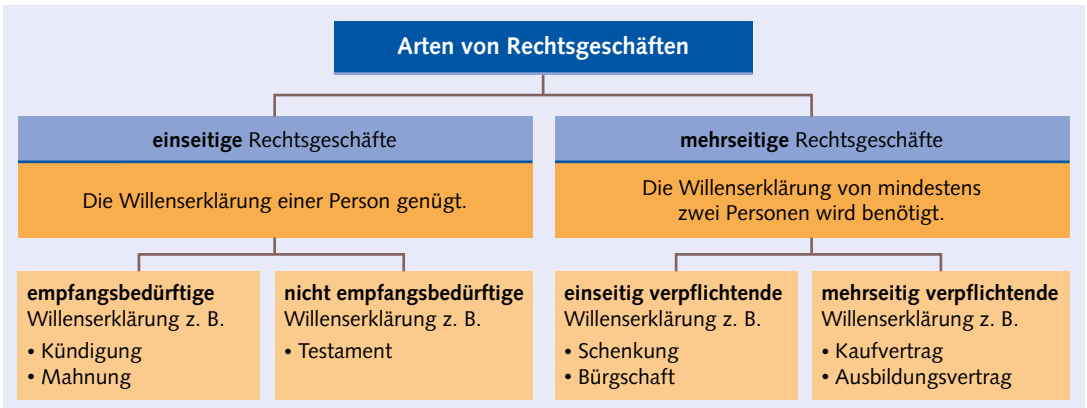 Arten von Rechtsgeschäften
einseitige Rechtsgeschäfte
Die Willenserklärung einer Person genügt.
mehrseitige Rechtsgeschäfte
Die Willenserklärung von mindestens
zwei Personen wird benötigt.
empfangsbedürftige
Willenserklärung z. B.
• Kündigung
• Mahnung
nicht empfangsbedürftige
Willenserklärung z. B.
• Testament
einseitig verpflichtende
Willenserklärung z. B.
• Schenkung
• Bürgschaft
mehrseitig verpflichtende
Willenserklärung z. B.
• Kaufvertrag
• Ausbildungsvertrag